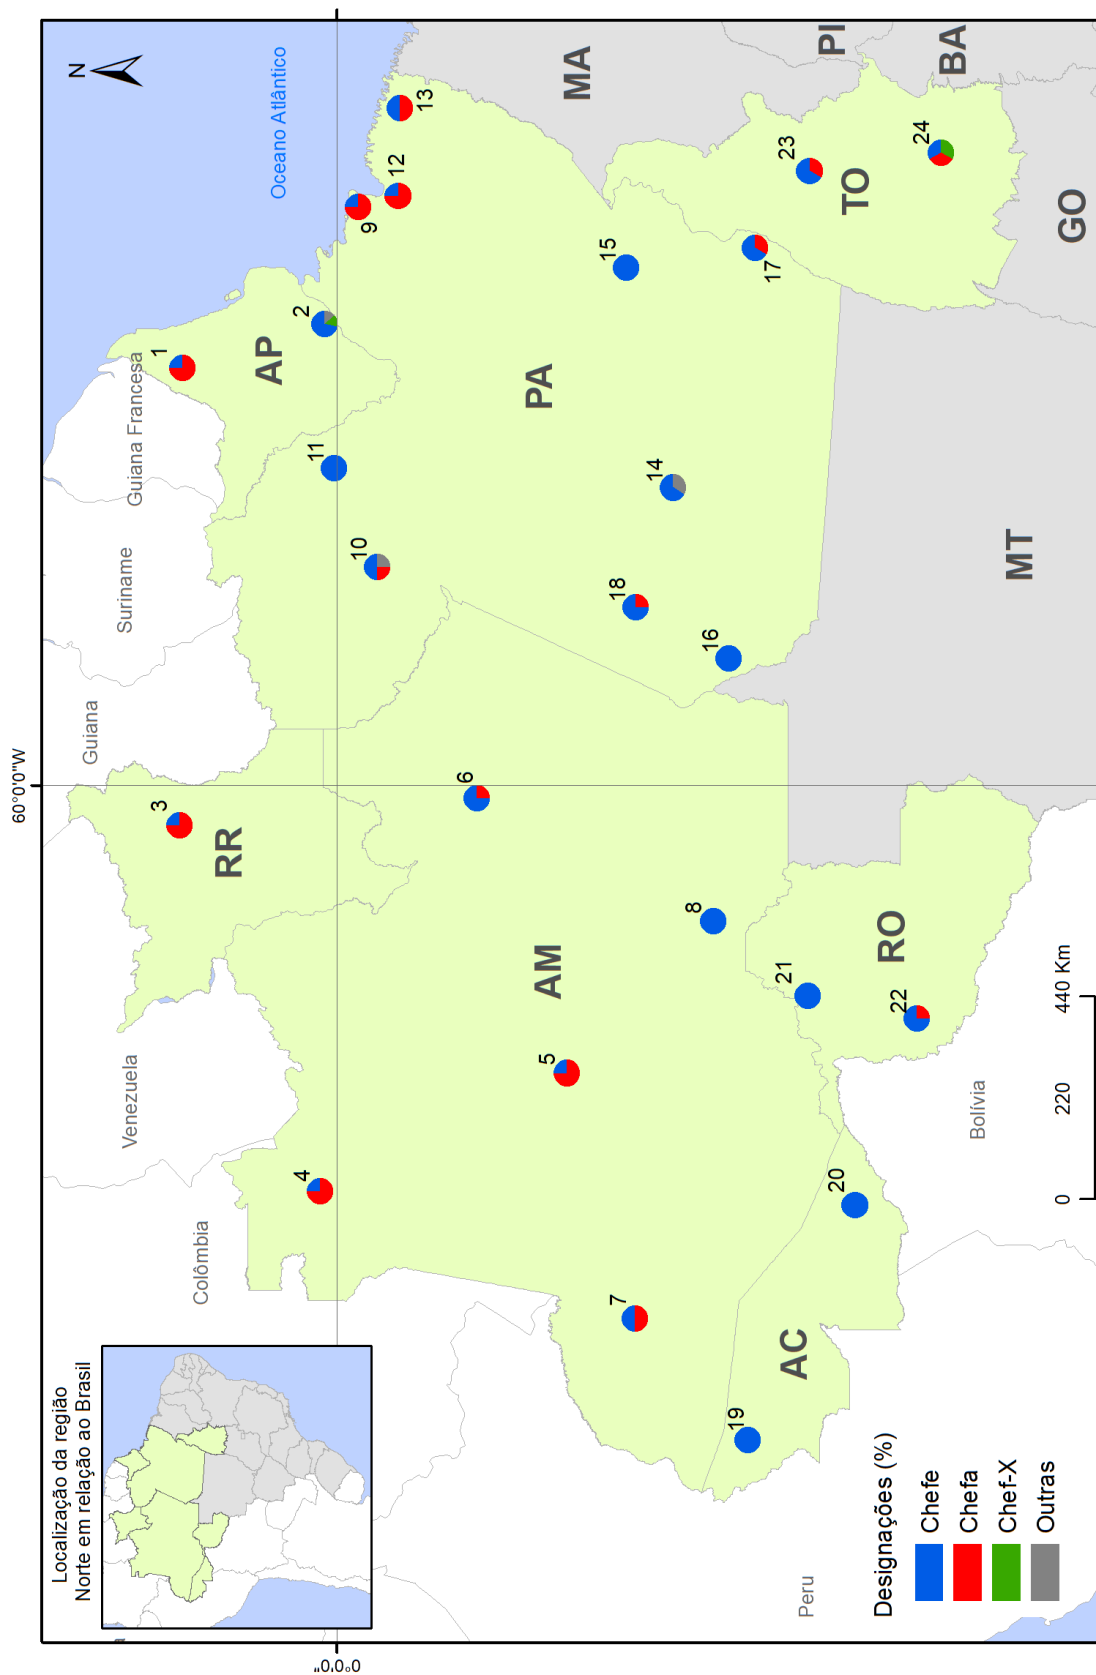 60°0'0"W
0°0'0"
Localização da região
Norte em relação ao Brasil
N
Oceano Atlântico
Colômbia
Venezuela
Guiana
Suriname
Guiana Francesa
Peru
Bolívia
RR
AP
AM
PA
AC
RO
TO
MA
PI
BA
GO
MT
1
2
3
4
5
6
7
8
9
10
11
12
13
14
15
16
17
18
19
20
21
22
23
24
Designações (%)
Chefe
Chefa
Chef-X
Outras
0 220 440 Km